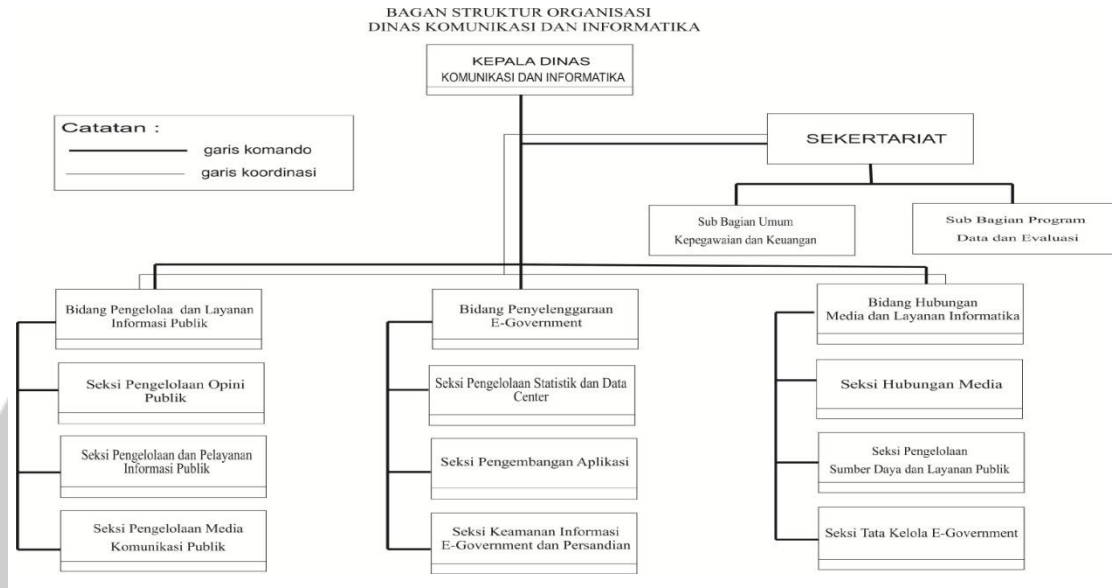 BAGAN STRUKTUR ORGANISASI
DINAS KOMUNIKASI DAN INFORMATIKA
KEPALA DINAS
KOMUNIKASI DAN INFORMATIKA
Catatan :
garis komando
garis koordinasi
SEKERTARIAT
Sub Bagian Umum
Kepegawaian dan Keuangan
Sub Bagian Program
Data dan Evaluasi
Bidang Pengelolaa dan Layanan
Informasi Publik
Seksi Pengelolaan Opini
Publik
Seksi Pengelolaan dan Pelayanan
Informasi Publik
Seksi Pengelolaan Media
Komunikasi Publik
Bidang Penyelenggaraan
E-Government
Seksi Pengelolaan Statistik dan Data
Center
Seksi Pengembangan Aplikasi
Seksi Keamanan Informasi
E-Government dan Persandian
Bidang Hubungan
Media dan Layanan Informatika
Seksi Hubungan Media
Seksi Pengelolaan
Sumber Daya dan Layanan Publik
Seksi Tata Kelola E-Government